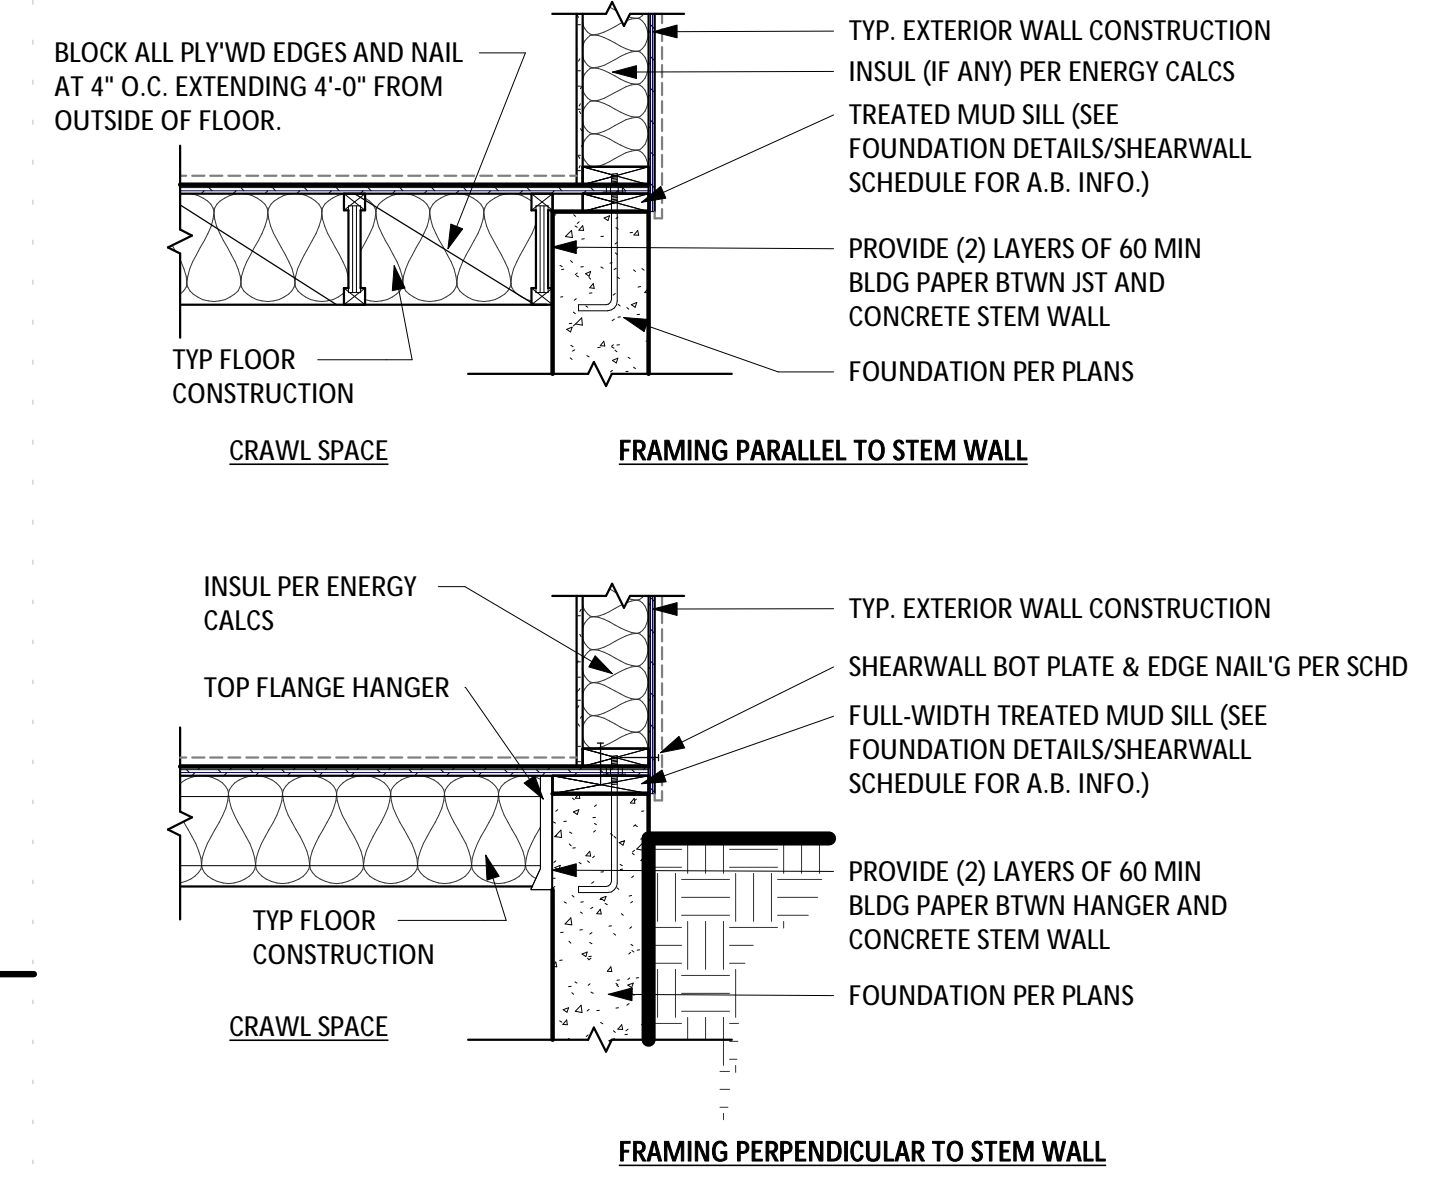 BLOCK ALL PLY'WD EDGES AND NAIL
AT 4" O.C. EXTENDING 4'-0" FROM
OUTSIDE OF FLOOR.
TYP. EXTERIOR WALL CONSTRUCTION
INSUL (IF ANY) PER ENERGY CALCS
TREATED MUD SILL (SEE
FOUNDATION DETAILS/SHEARWALL
SCHEDULE FOR A.B. INFO.)
PROVIDE (2) LAYERS OF 60 MIN
BLDG PAPER BTWN JST AND
CONCRETE STEM WALL
FOUNDATION PER PLANS
TYP FLOOR
CONSTRUCTION
CRAWL SPACE
FRAMING PARALLEL TO STEM WALL
INSUL PER ENERGY
CALCS
TOP FLANGE HANGER
TYP. EXTERIOR WALL CONSTRUCTION
SHEARWALL BOT PLATE & EDGE NAIL'G PER SCHD
FULL-WIDTH TREATED MUD SILL (SEE
FOUNDATION DETAILS/SHEARWALL
SCHEDULE FOR A.B. INFO.)
PROVIDE (2) LAYERS OF 60 MIN
BLDG PAPER BTWN HANGER AND
CONCRETE STEM WALL
TYP FLOOR
CONSTRUCTION
FOUNDATION PER PLANS
CRAWL SPACE
FRAMING PERPENDICULAR TO STEM WALL